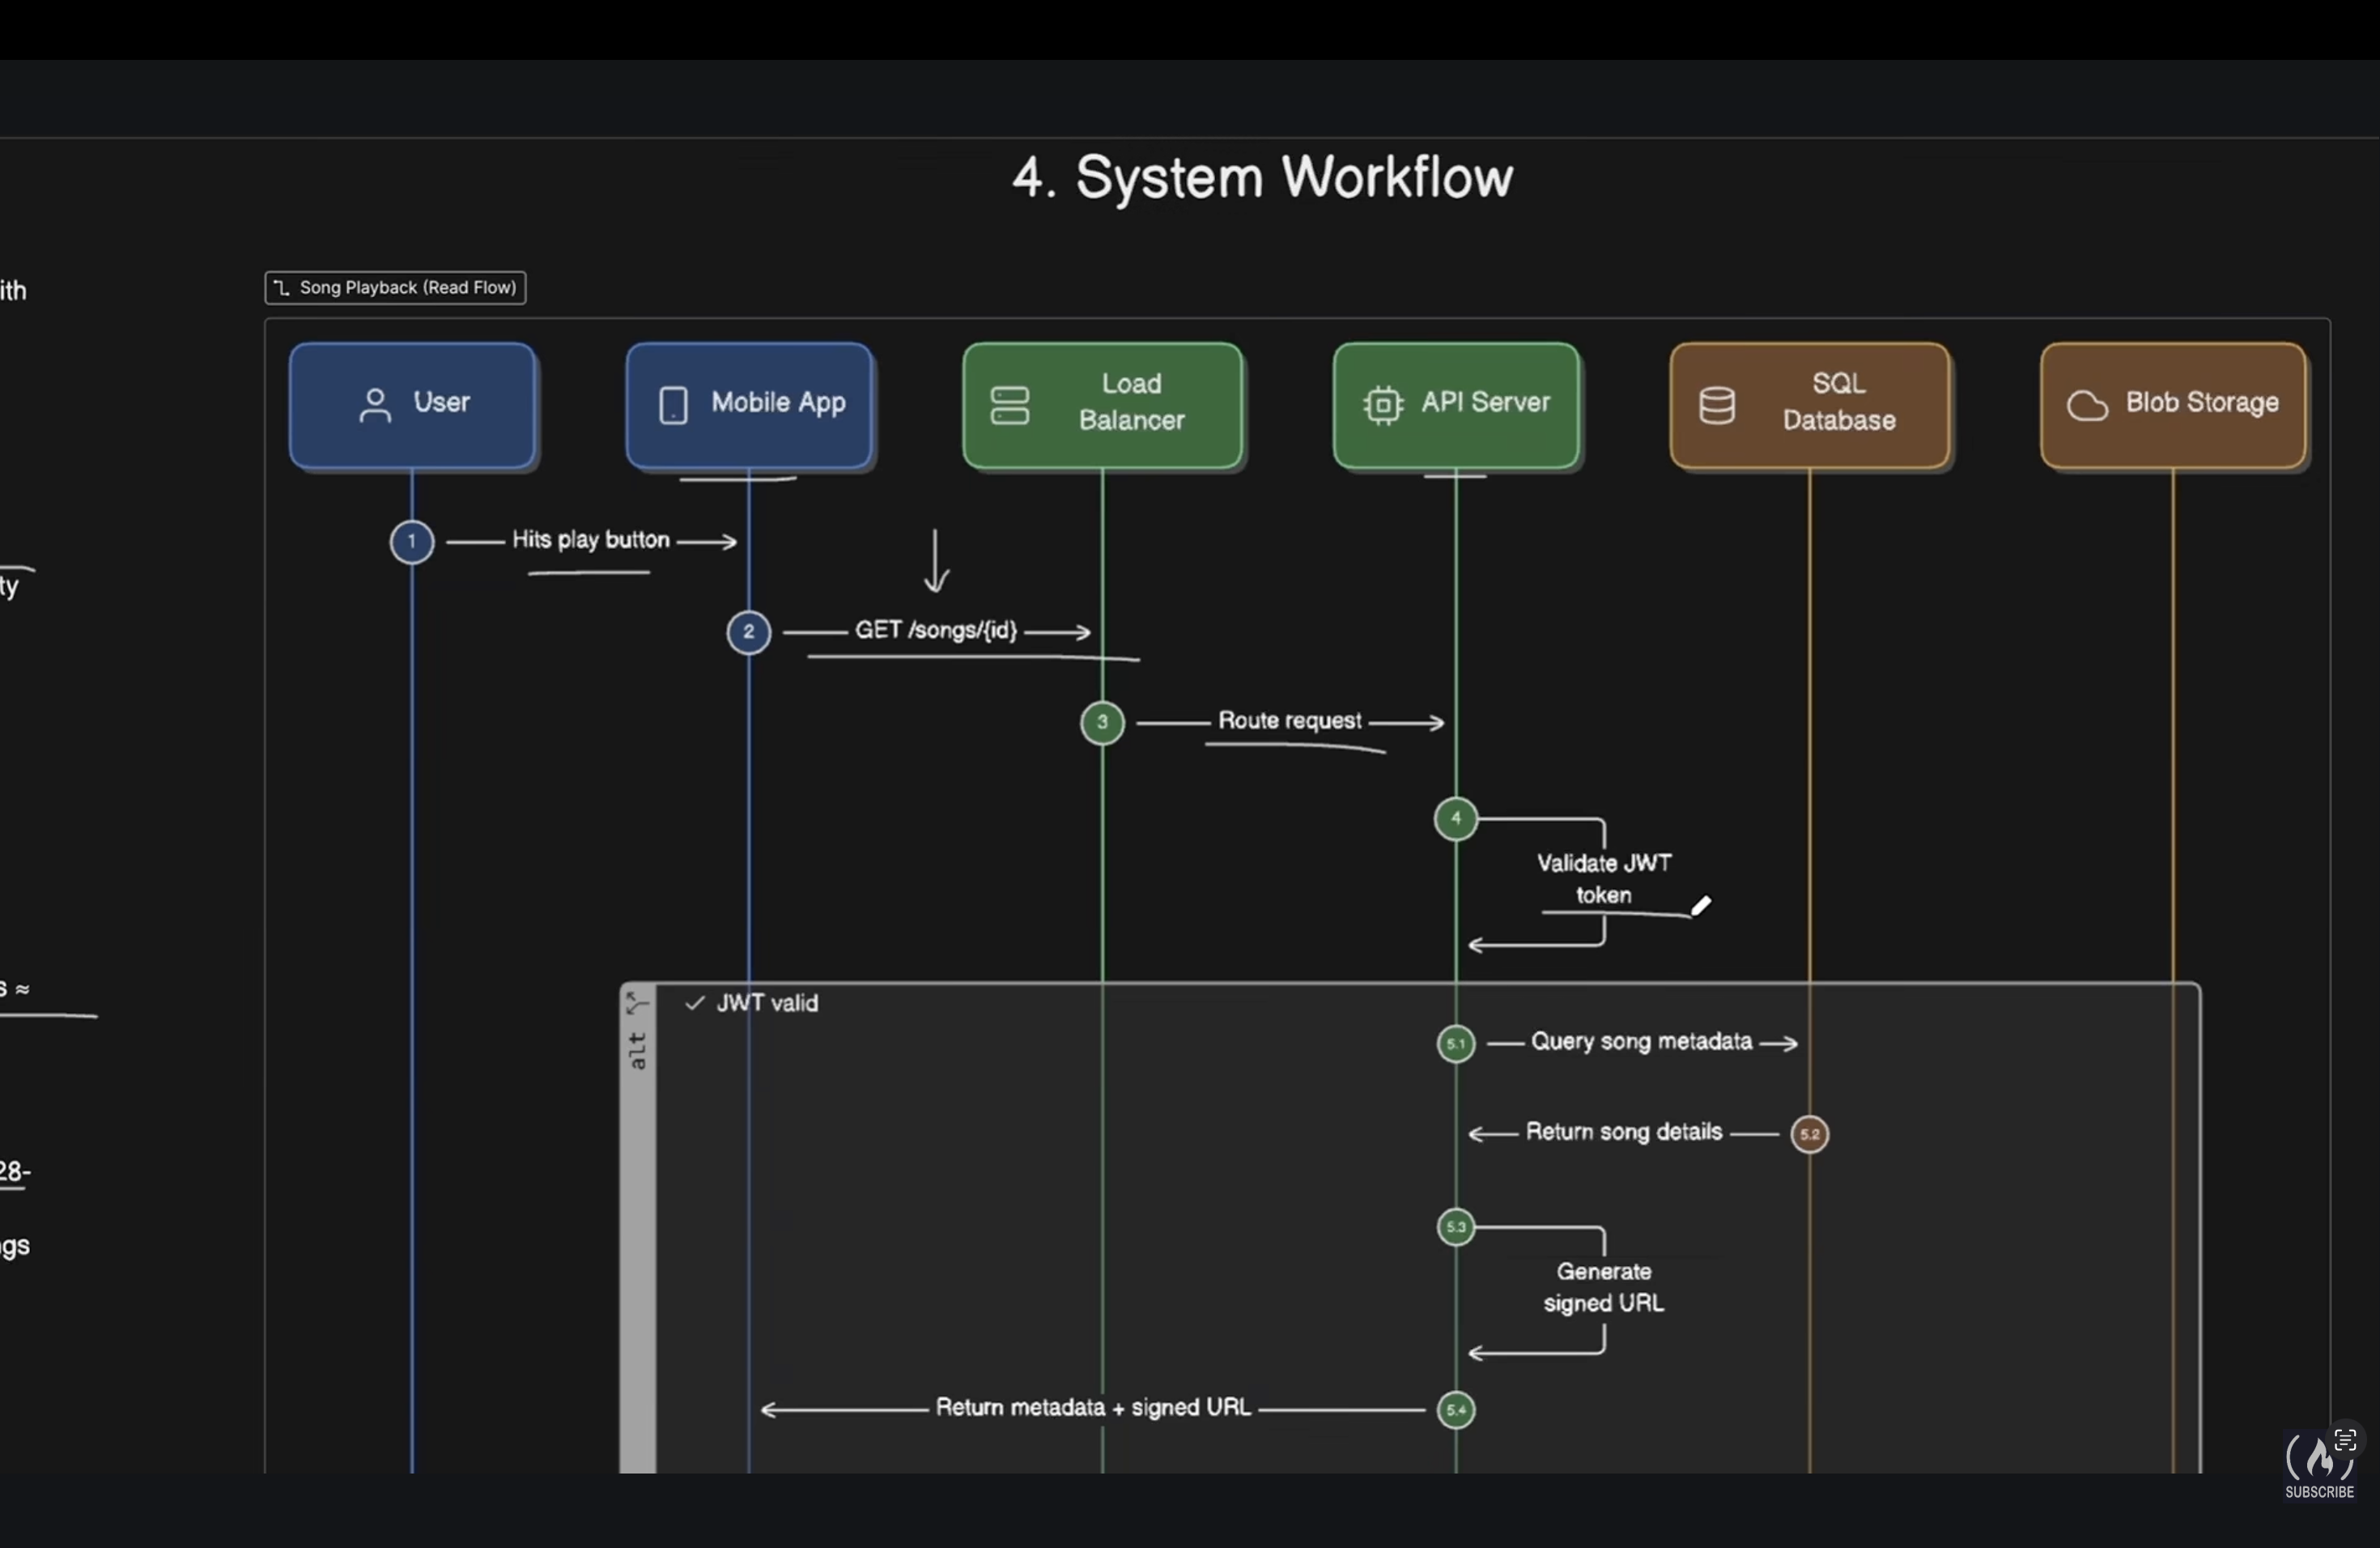 4. System Workflow
ith
Song Playback (Read Flow)
User
Mobile App
Load
Balancer
API Server
SQL
Database
Blob Storage
1
Hits play button
ty
2
GET /songs/{id}
3
Route request
4
Validate JWT
token
s ≈
alt
JWT valid
5.1
Query song metadata
Return song details
5.2
28-
5.3
gs
Generate
signed URL
Return metadata + signed URL
5.4
SUBSCRIBE